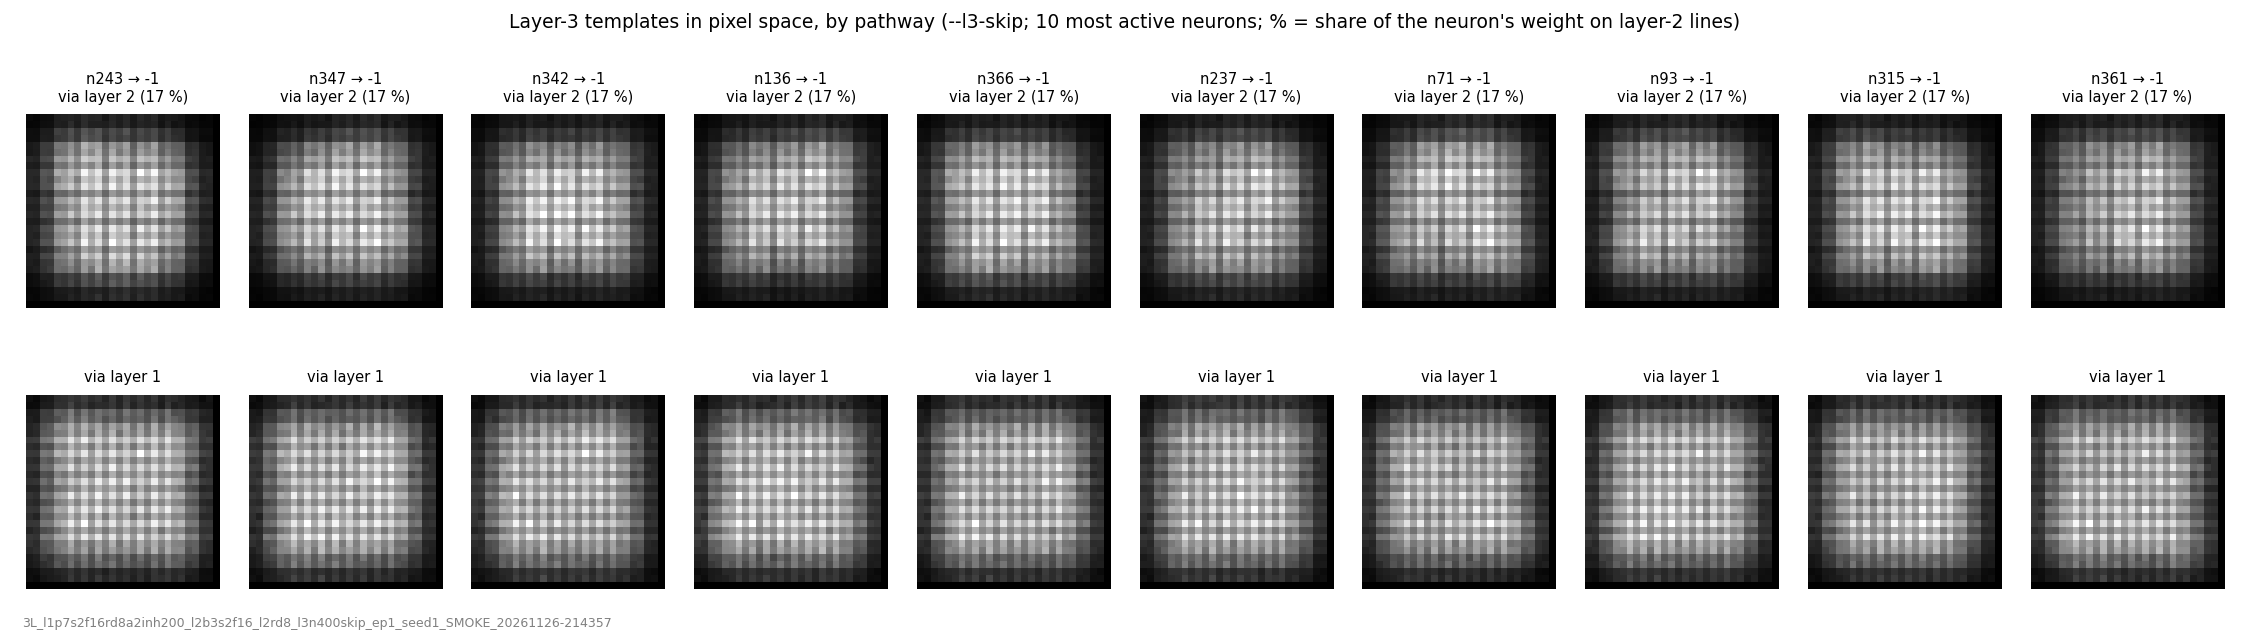 Layer-3 templates in pixel space, by pathway (--l3-skip; 10 most active neurons; % = share of the neuron's weight on layer-2 lines)
n243 → -1 n347 → -1 n342 → -1 n136 → -1 n366 → -1 n237 → -1 n71 → -1 n93 → -1 n315 → -1 n361 → -1
via layer 2 (17 %) via layer 2 (17 %) via layer 2 (17 %) via layer 2 (17 %) via layer 2 (17 %) via layer 2 (17 %) via layer 2 (17 %) via layer 2 (17 %) via layer 2 (17 %) via layer 2 (17 %)
via layer 1 via layer 1 via layer 1 via layer 1 via layer 1 via layer 1 via layer 1 via layer 1 via layer 1 via layer 1
3L_l1p7s2f16rd8a2inh200_l2b3s2f16_l2rd8_l3n400skip_ep1_seed1_SMOKE_20261126-214357